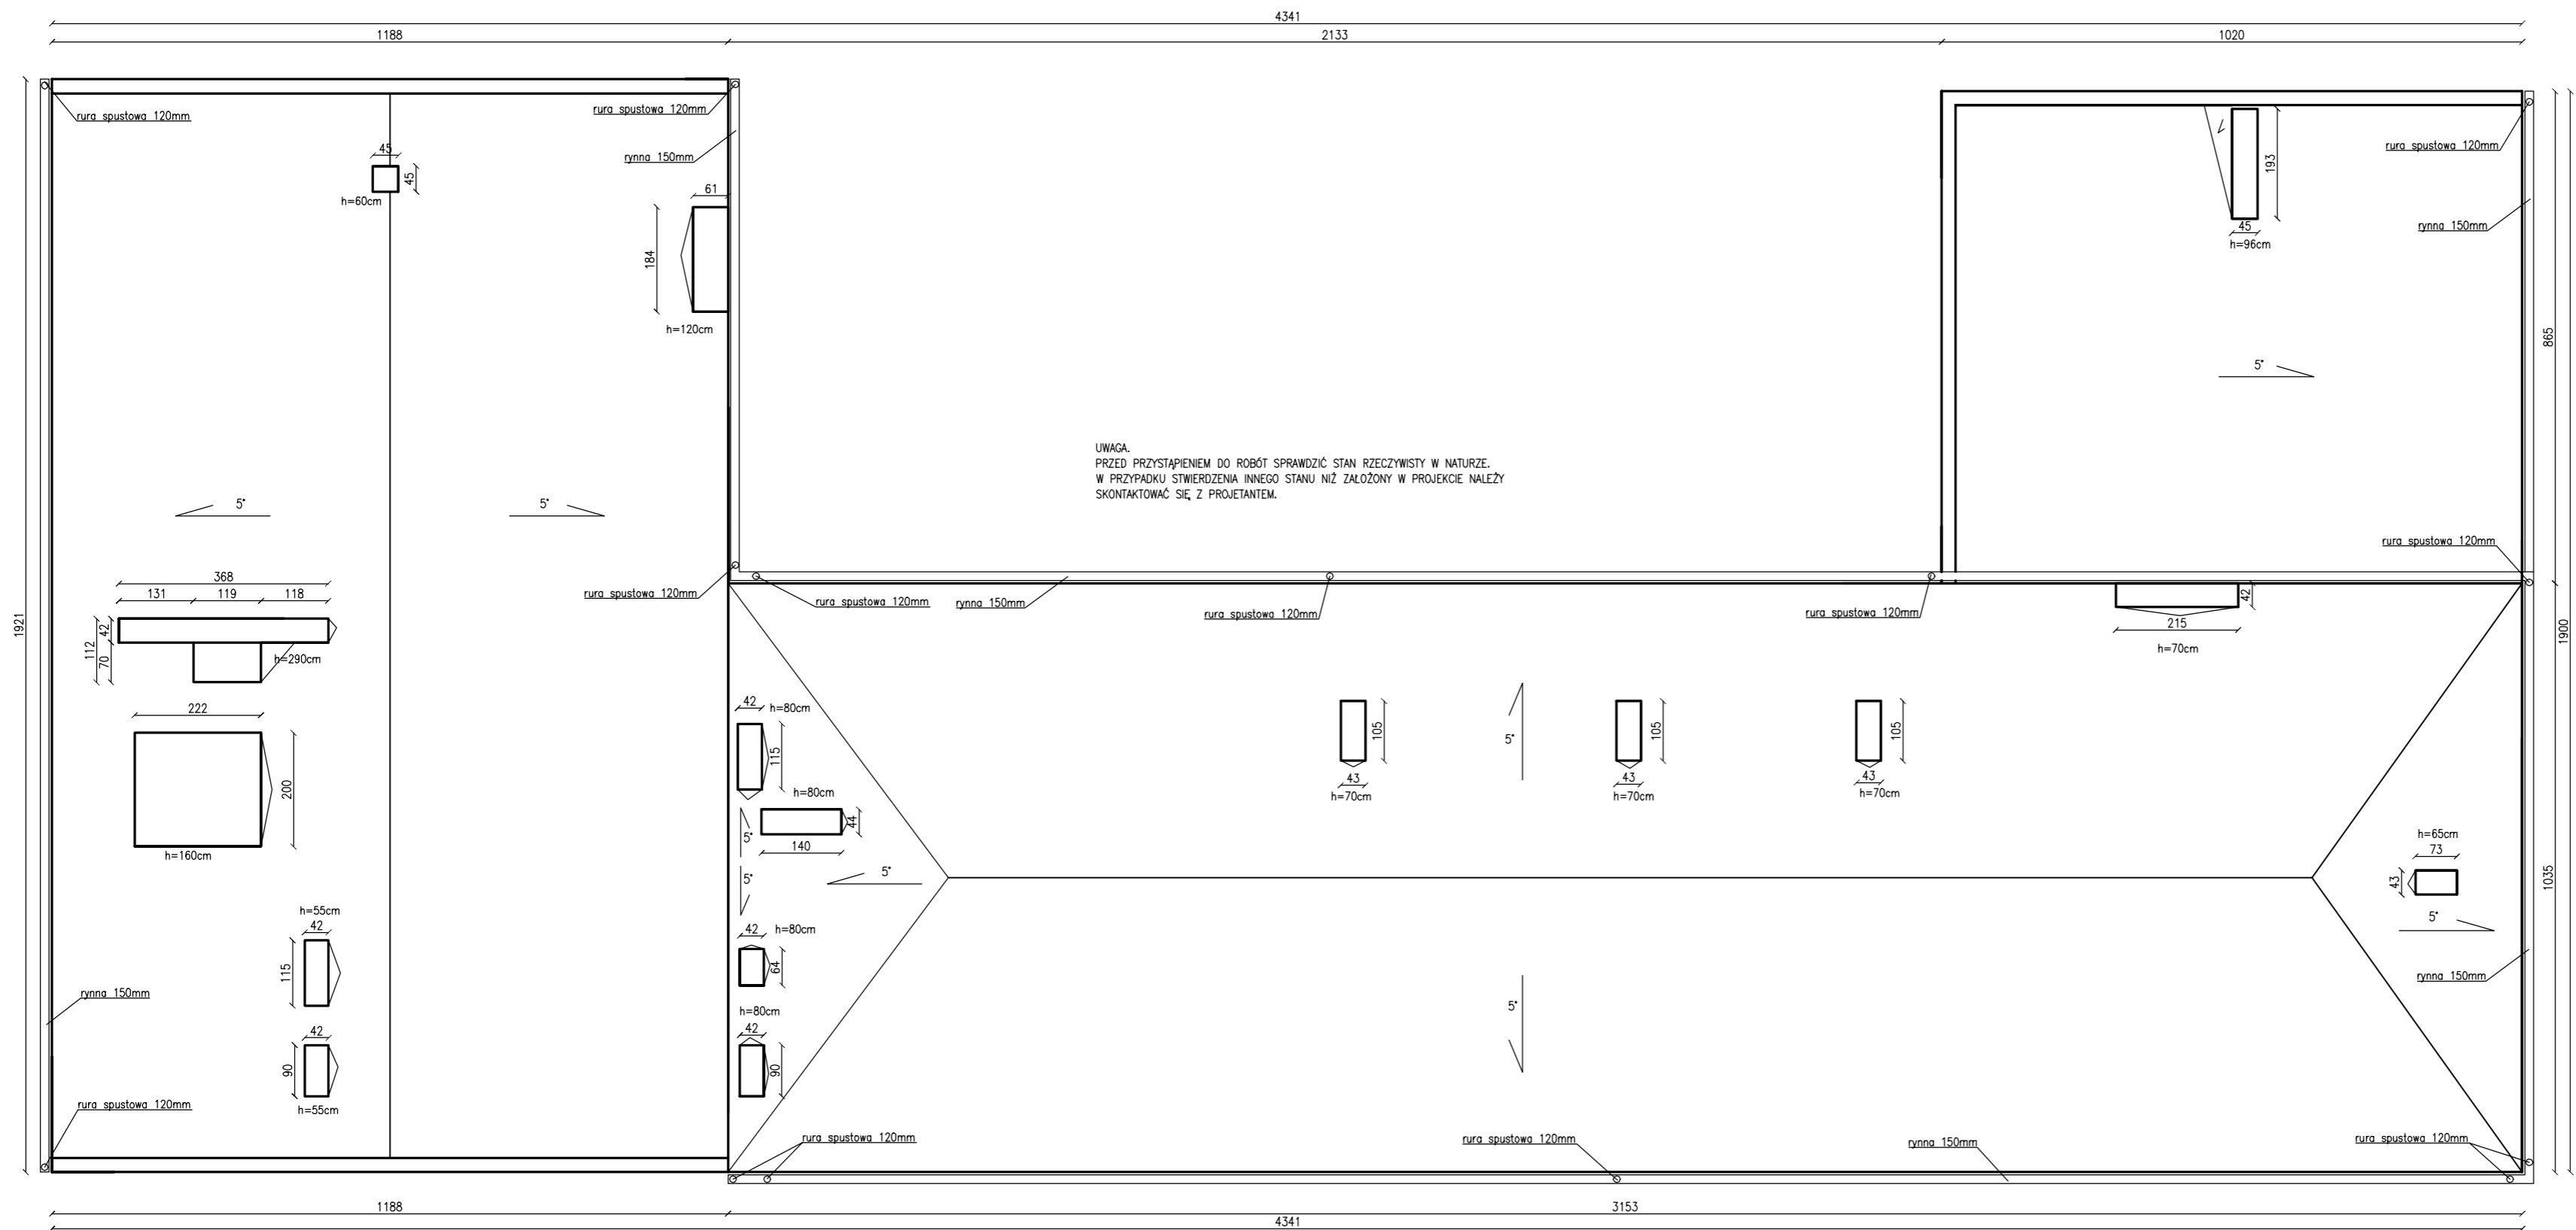 4341
1188
2133
1020
rura spustowa 120mm
rura spustowa 120mm
rynna 150mm
45
45
h=60cm
61
184
h=120cm
193
45
h=96cm
rura spustowa 120mm
rynna 150mm
865
5°
1921
5°
5°
UWAGA.
PRZED PRZYSTĄPIENIEM DO ROBÓT SPRAWDZIĆ STAN RZECZYWISTY W NATURZE.
W PRZYPADKU STWIERDZENIA INNEGO STANU NIŻ ZAŁOŻONY W PROJEKCIE NALEŻY
SKONTAKTOWAĆ SIĘ Z PROJETANTEM.
rura spustowa 120mm
368
131
119
118
112
42
70
h=290cm
rura spustowa 120mm
rura spustowa 120mm
rynna 150mm
rura spustowa 120mm
rura spustowa 120mm
42
215
h=70cm
1900
222
200
h=160cm
42
h=80cm
115
h=80cm
44
140
5°
5°
5°
105
43
h=70cm
5°
105
43
h=70cm
105
43
h=70cm
h=65cm
73
43
5°
1035
h=55cm
42
115
42
90
h=55cm
42
h=80cm
64
h=80cm
42
90
5°
rynna 150mm
rynna 150mm
rura spustowa 120mm
rura spustowa 120mm
rura spustowa 120mm
rynna 150mm
rura spustowa 120mm
1188
3153
4341